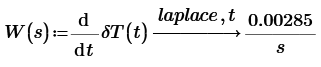 W(s) := d/dt δT(t) —laplace, t→ 0.00285/s